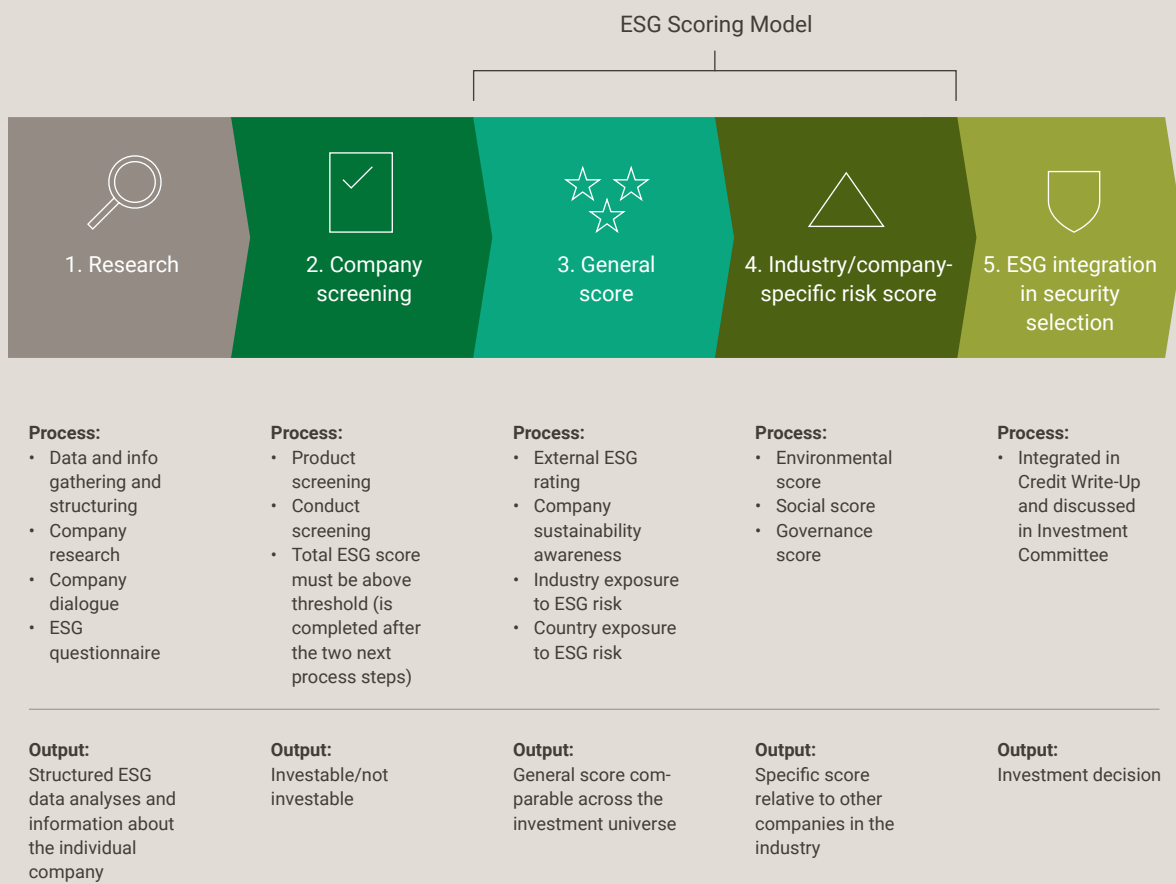 ESG Scoring Model
1. Research
2. Company
screening
3. General
score
4. Industry/company-
specific risk score
5. ESG integration
in security
selection
Process:
• Data and info
gathering and
structuring
• Company
research
• Company
dialogue
• ESG
questionnaire
Process:
• Product
screening
• Conduct
screening
• Total ESG score
must be above
threshold (is
completed after
the two next
process steps)
Process:
• External ESG
rating
• Company
sustainability
awareness
• Industry exposure
to ESG risk
• Country exposure
to ESG risk
Process:
• Environmental
score
• Social score
• Governance
score
Process:
• Integrated in
Credit Write-Up
and discussed
in Investment
Committee
Output:
Structured ESG
data analyses and
information about
the individual
company
Output:
Investable/not
investable
Output:
General score com-
parable across the
investment universe
Output:
Specific score
relative to other
companies in the
industry
Output:
Investment decision